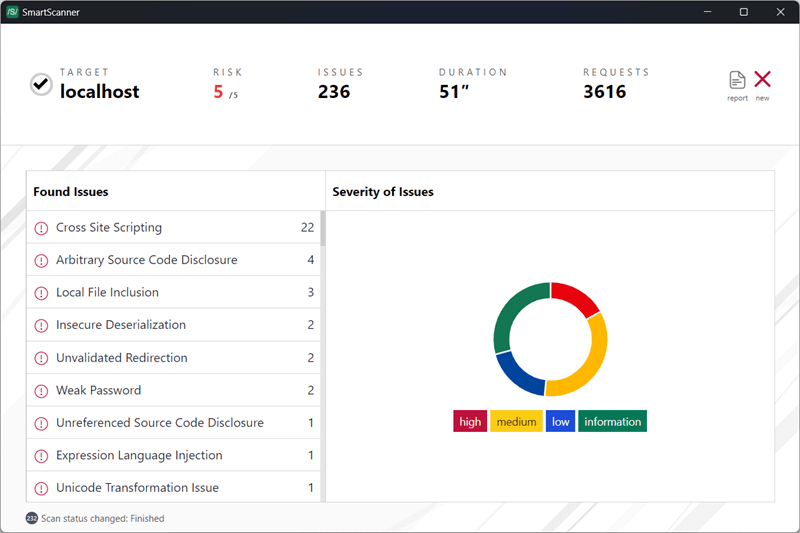 /S/ SmartScanner
TARGET
localhost
RISK
5 /5
ISSUES
236
DURATION
51″
REQUESTS
3616
report
new
Found Issues
Cross Site Scripting 22
Arbitrary Source Code Disclosure 4
Local File Inclusion 3
Insecure Deserialization 2
Unvalidated Redirection 2
Weak Password 2
Unreferenced Source Code Disclosure 1
Expression Language Injection 1
Unicode Transformation Issue 1
Severity of Issues
high medium low information
232 Scan status changed: Finished